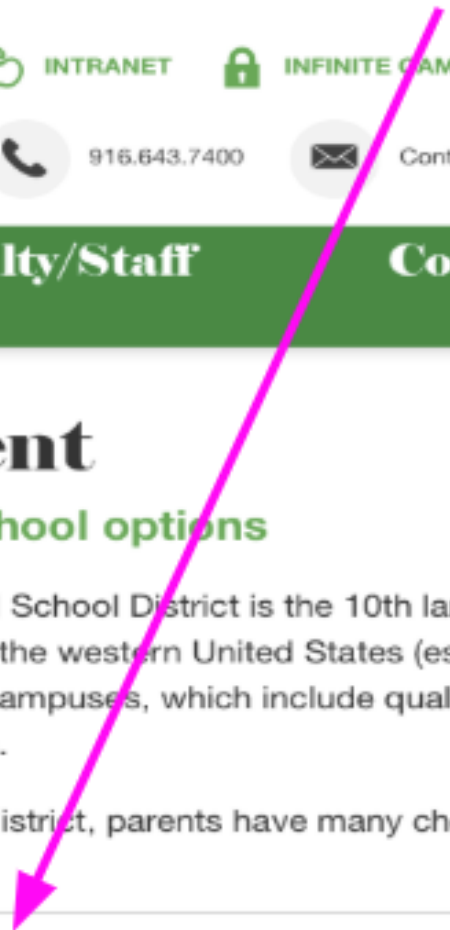 INTRANET INFINITE CAM
916.643.7400 Cont
lty/Staff Co
ent
hool options
School District is the 10th la
the western United States (es
ampuses, which include qual
.
istrict, parents have many ch